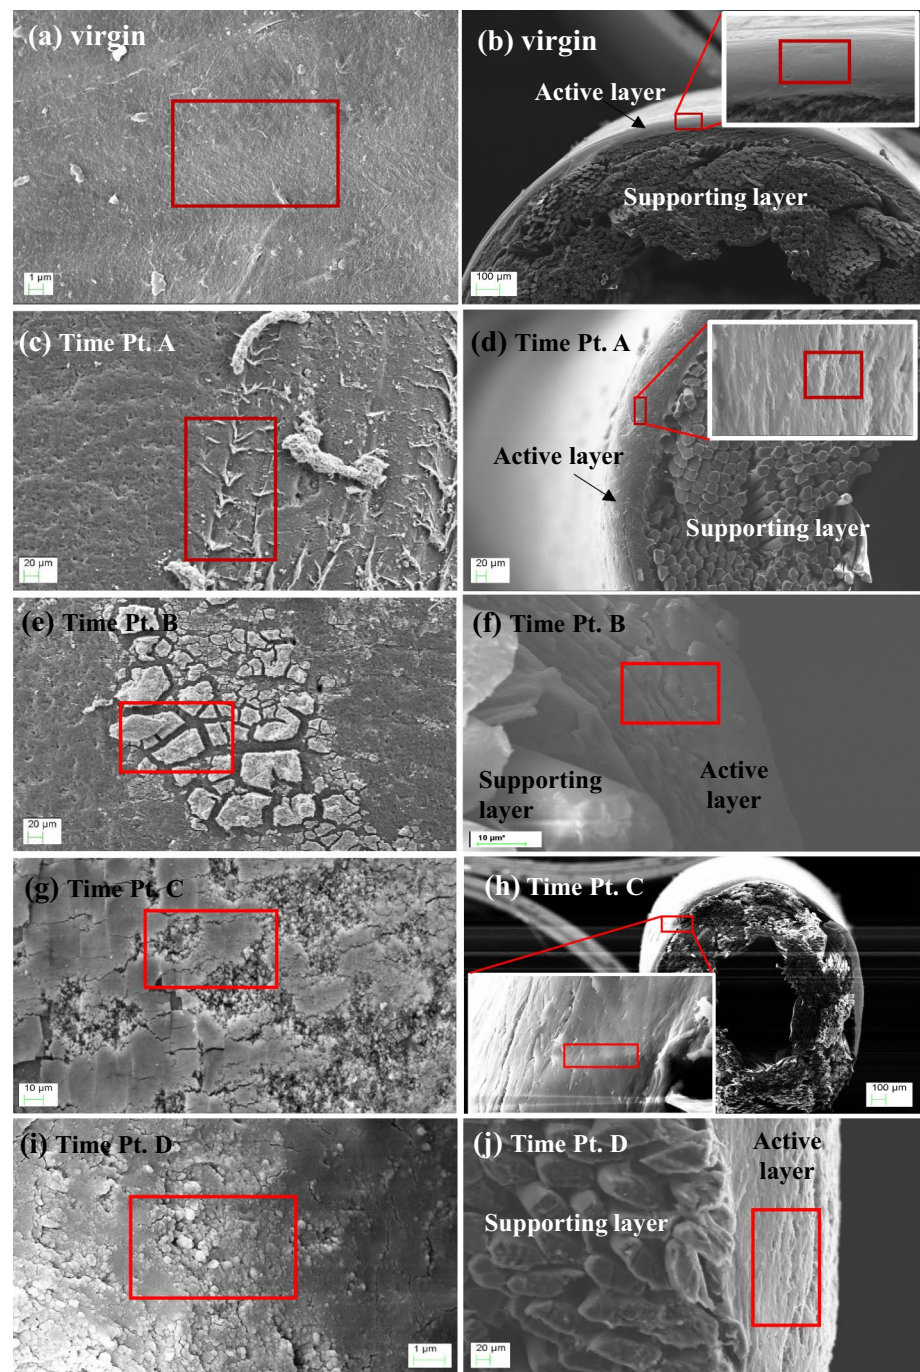 (a) virgin
1 µm
(b) virgin
Active layer
Supporting layer
100 µm
(c) Time Pt. A
20 µm
(d) Time Pt. A
Active layer
Supporting layer
20 µm
(e) Time Pt. B
20 µm
(f) Time Pt. B
Supporting
layer
Active
layer
10 µm*
(g) Time Pt. C
10 µm
(h) Time Pt. C
100 µm
(i) Time Pt. D
1 µm
(j) Time Pt. D
Active
layer
Supporting layer
20 µm